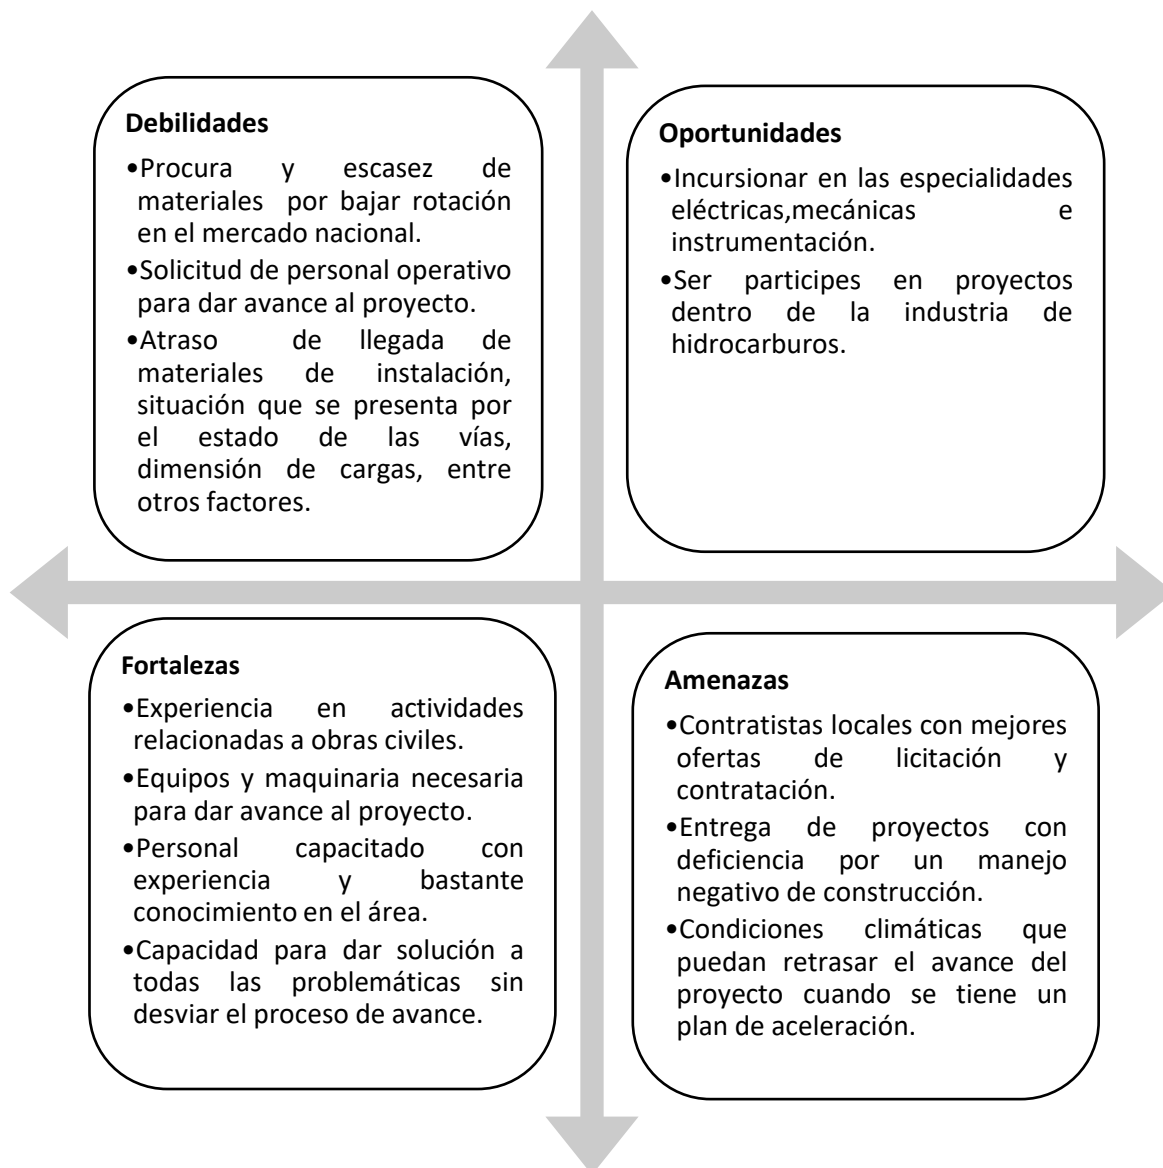 Debilidades
•Procura y escasez de
materiales por bajar rotación
en el mercado nacional.
•Solicitud de personal operativo
para dar avance al proyecto.
•Atraso de llegada de
materiales de instalación,
situación que se presenta por
el estado de las vías,
dimensión de cargas, entre
otros factores.
Oportunidades
•Incursionar en las especialidades
eléctricas,mecánicas e
instrumentación.
•Ser participes en proyectos
dentro de la industria de
hidrocarburos.
Fortalezas
•Experiencia en actividades
relacionadas a obras civiles.
•Equipos y maquinaria necesaria
para dar avance al proyecto.
•Personal capacitado con
experiencia y bastante
conocimiento en el área.
•Capacidad para dar solución a
todas las problemáticas sin
desviar el proceso de avance.
Amenazas
•Contratistas locales con mejores
ofertas de licitación y
contratación.
•Entrega de proyectos con
deficiencia por un manejo
negativo de construcción.
•Condiciones climáticas que
puedan retrasar el avance del
proyecto cuando se tiene un
plan de aceleración.